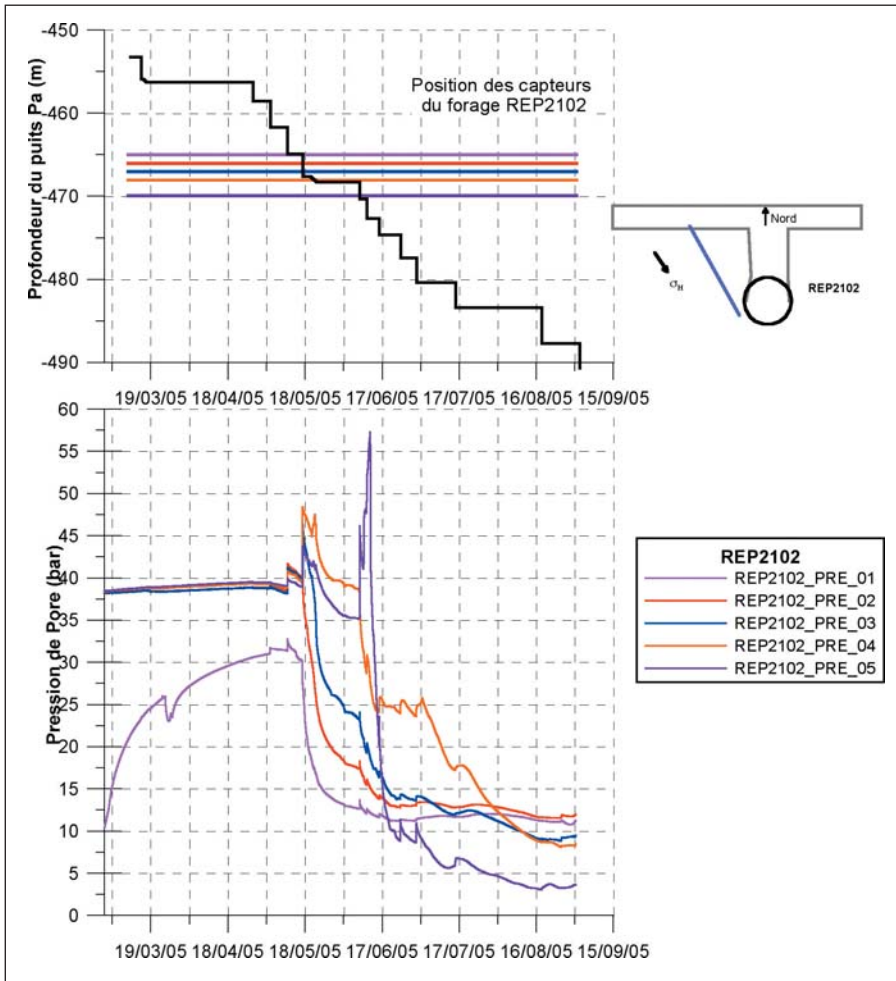 -450
-460
-470
-480
-490
Profondeur du puits Pa (m)
Position des capteurs
du forage REP2102
19/03/05 18/04/05 18/05/05 17/06/05 17/07/05 16/08/05 15/09/05
Nord
σH
REP2102
60
55
50
45
40
35
30
25
20
15
10
5
0
Pression de Pore (bar)
19/03/05 18/04/05 18/05/05 17/06/05 17/07/05 16/08/05 15/09/05
REP2102
REP2102_PRE_01
REP2102_PRE_02
REP2102_PRE_03
REP2102_PRE_04
REP2102_PRE_05